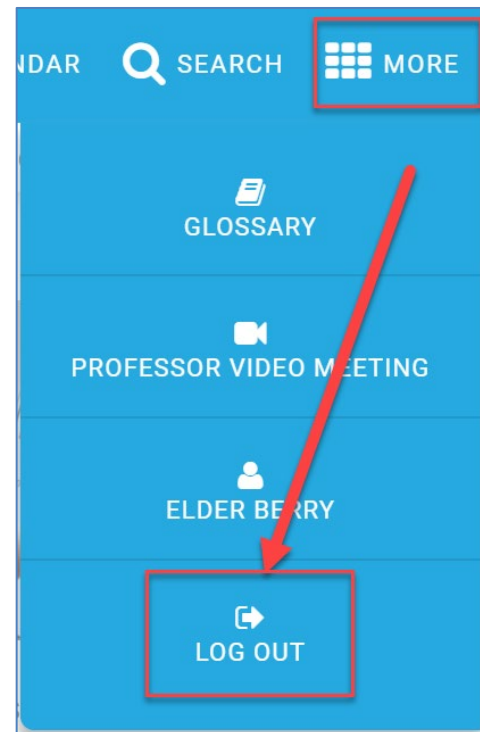 NDAR SEARCH MORE
GLOSSARY
PROFESSOR VIDEO MEETING
ELDER BERRY
LOG OUT